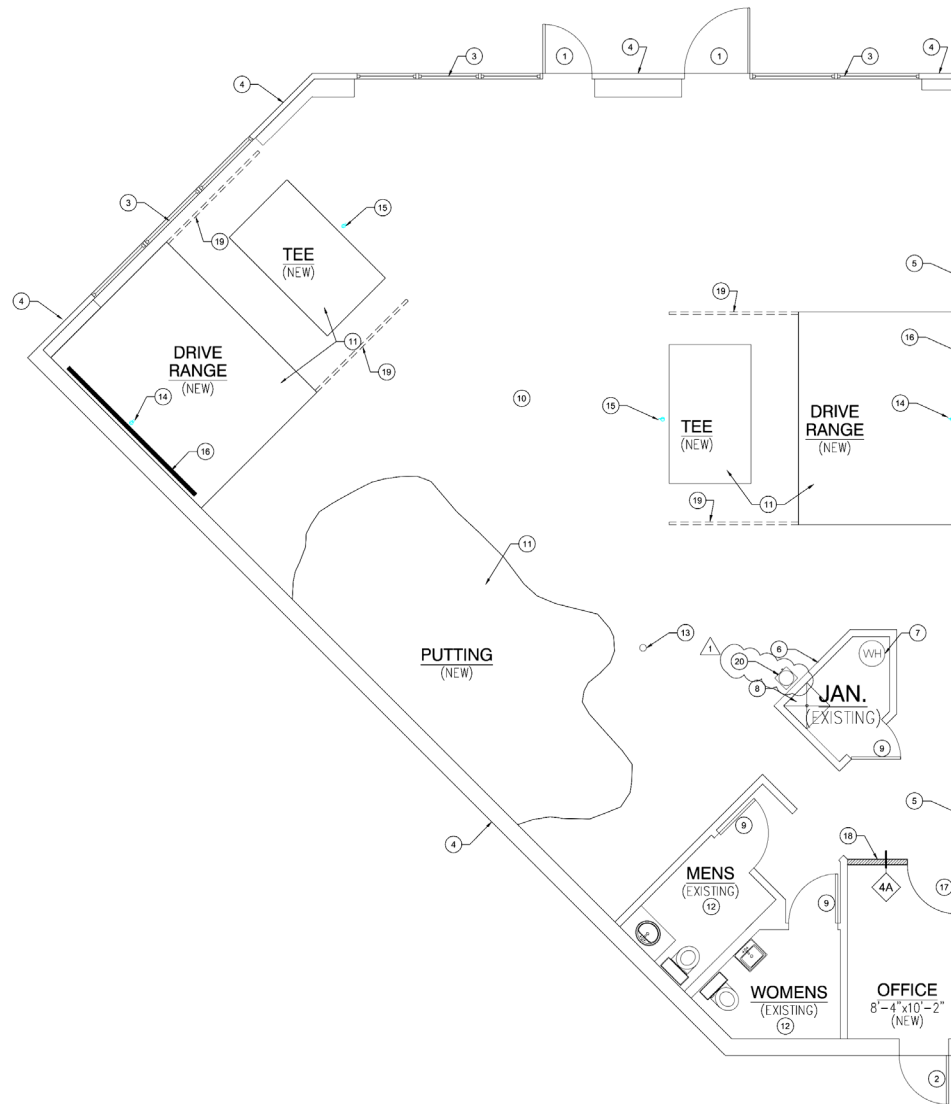 1
4
1
3
4
3
4
3
15
TEE
(NEW)
19
5
4
19
11
16
DRIVE
RANGE
(NEW)
19
14
10
15
TEE
(NEW)
DRIVE
RANGE
(NEW)
14
16
19
11
11
13
1
6
7
20
WH
8
JAN.
(EXISTING)
PUTTING
(NEW)
9
5
4
9
18
MENS
(EXISTING)
12
4A
17
9
WOMENS
(EXISTING)
12
OFFICE
8'-4"x10'-2"
(NEW)
2